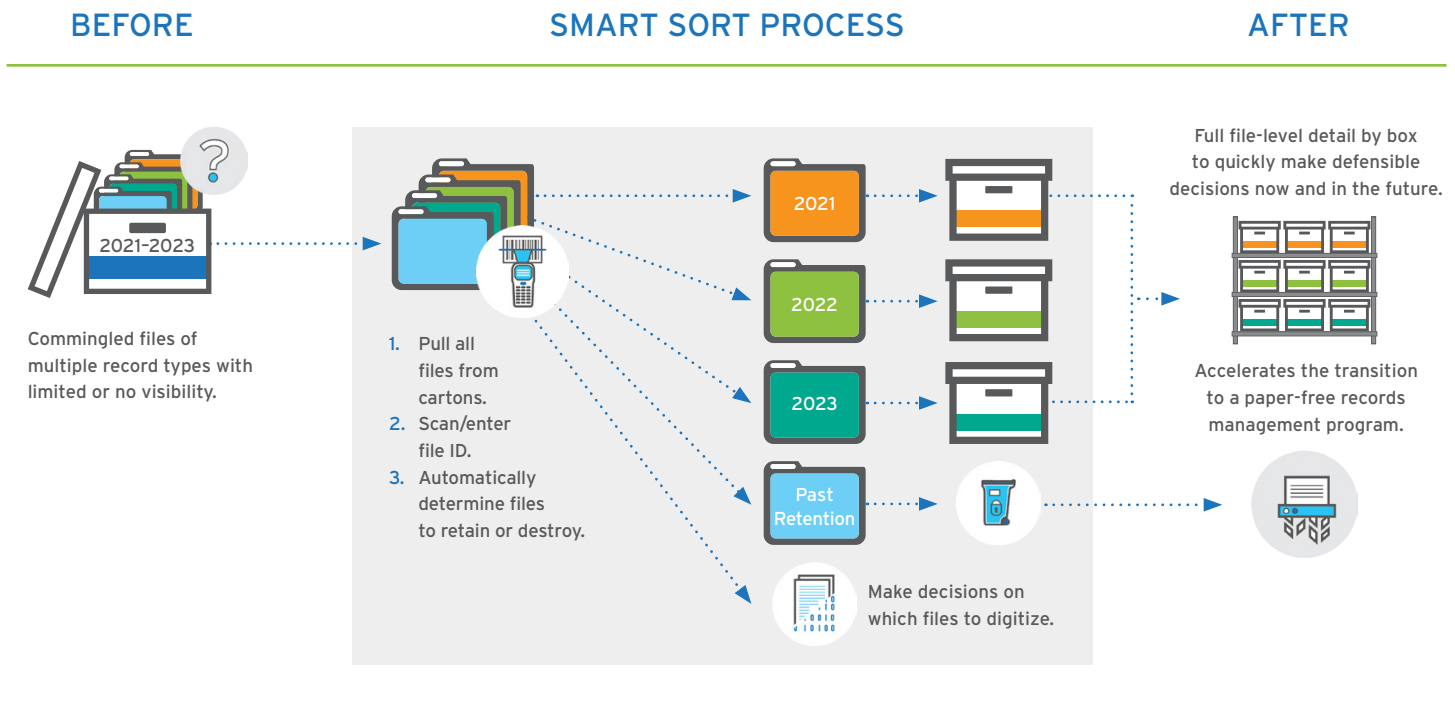 BEFORE
SMART SORT PROCESS
AFTER
2021–2023
Commingled files of
multiple record types with
limited or no visibility.
1. Pull all
files from
cartons.
2. Scan/enter
file ID.
3. Automatically
determine files
to retain or destroy.
2021
2022
2023
Past
Retention
Make decisions on
which files to digitize.
Full file-level detail by box
to quickly make defensible
decisions now and in the future.
Accelerates the transition
to a paper-free records
management program.